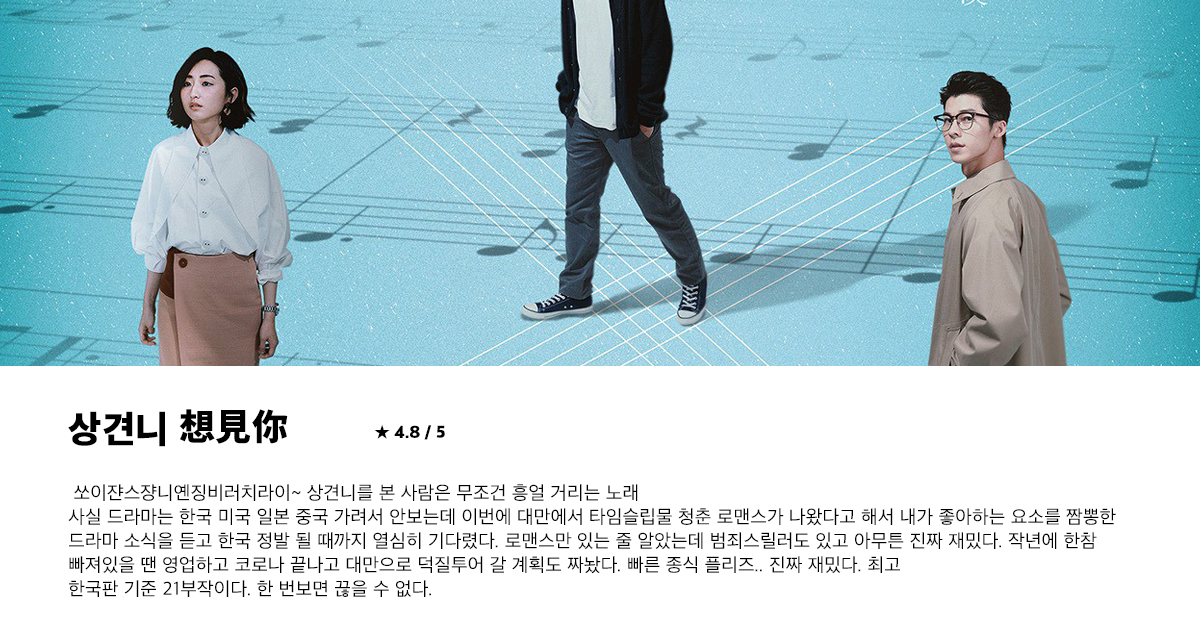 상견니 想見你 ★ 4.8 / 5
쏘이쟌스쟝니옌징비러치라이~ 상견니를 본 사람은 무조건 흥얼 거리는 노래
사실 드라마는 한국 미국 일본 중국 가려서 안보는데 이번에 대만에서 타임슬립물 청춘 로맨스가 나왔다고 해서 내가 좋아하는 요소를 짬뽕한
드라마 소식을 듣고 한국 정발 될 때까지 열심히 기다렸다. 로맨스만 있는 줄 알았는데 범죄스릴러도 있고 아무튼 진짜 재밌다. 작년에 한참
빠져있을 땐 영업하고 코로나 끝나고 대만으로 덕질투어 갈 계획도 짜놨다. 빠른 종식 플리즈.. 진짜 재밌다. 최고
한국판 기준 21부작이다. 한 번보면 끊을 수 없다.